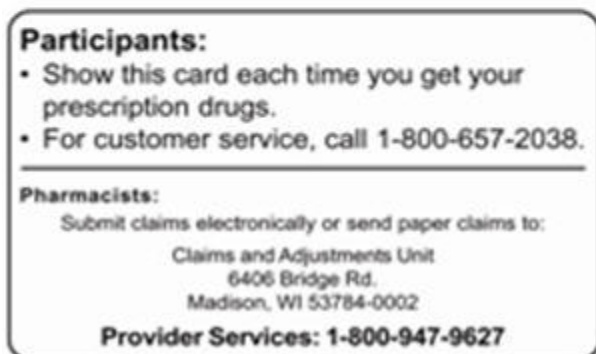 Participants:
• Show this card each time you get your
prescription drugs.
• For customer service, call 1-800-657-2038.
Pharmacists:
Submit claims electronically or send paper claims to:
Claims and Adjustments Unit
6406 Bridge Rd.
Madison, WI 53784-0002
Provider Services: 1-800-947-9627